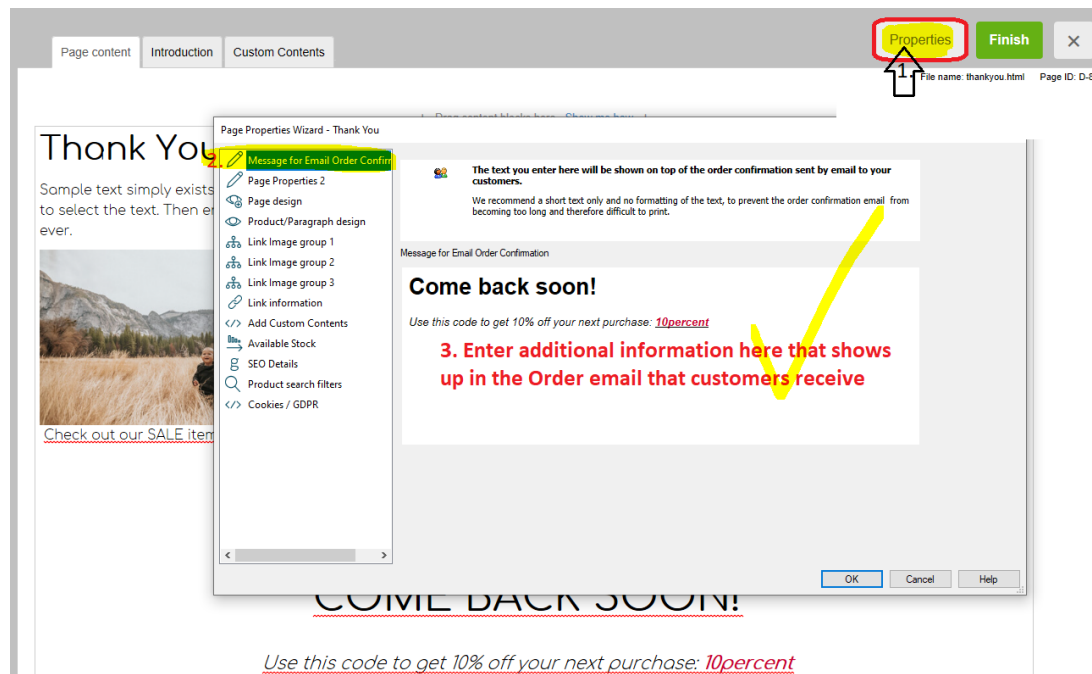 Page content
Introduction
Custom Contents
Properties
Finish
1.
File name: thankyou.html
Page ID: D-8
Thank You
Sample text simply exists
to select the text. Then
ever.
Check out our SALE
Page Properties Wizard - Thank You
2.
Message for Email Order Confirm
Page Properties 2
Page design
Product/Paragraph design
Link Image group 1
Link Image group 2
Link Image group 3
Link information
Add Custom Contents
Available Stock
SEO Details
Product search filters
Cookies / GDPR
The text you enter here will be shown on top of the order confirmation sent by email to your
customers.
We recommend a short text only and no formatting of the text, to prevent the order confirmation email from
becoming too long and therefore difficult to print.
Message for Email Order Confirmation
Come back soon!
Use this code to get 10% off your next purchase: 10percent
3. Enter additional information here that shows
up in the Order email that customers receive
OK
Cancel
Help
COME BACK SOON!
Use this code to get 10% off your next purchase: 10percent